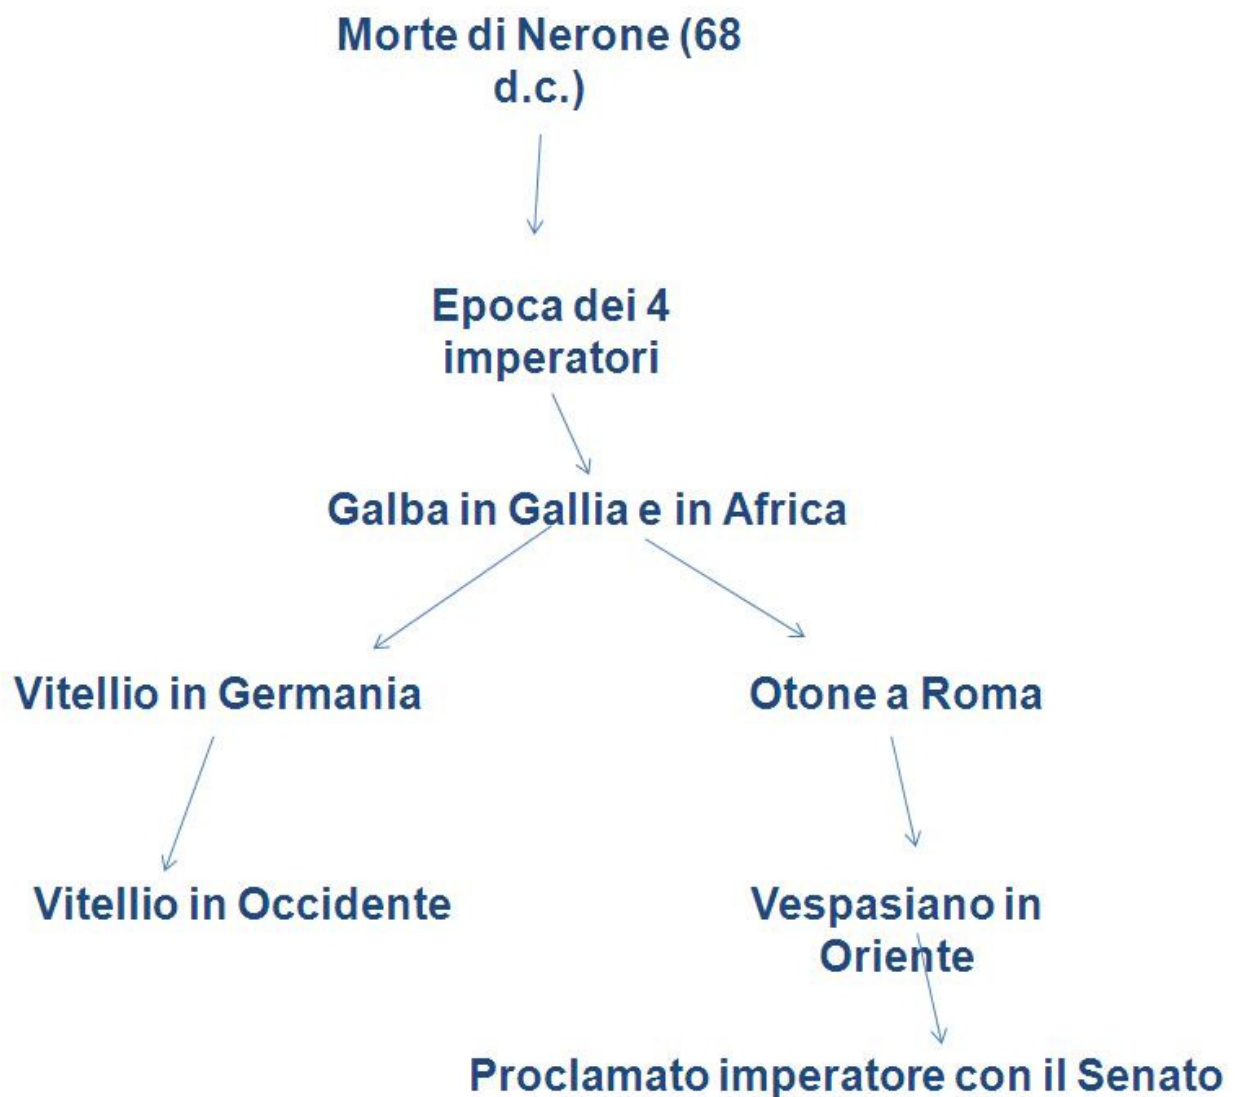 Morte di Nerone (68
d.c.)
Epoca dei 4
imperatori
Galba in Gallia e in Africa
Vitellio in Germania
Otone a Roma
Vitellio in Occidente
Vespasiano in
Oriente
Proclamato imperatore con il Senato